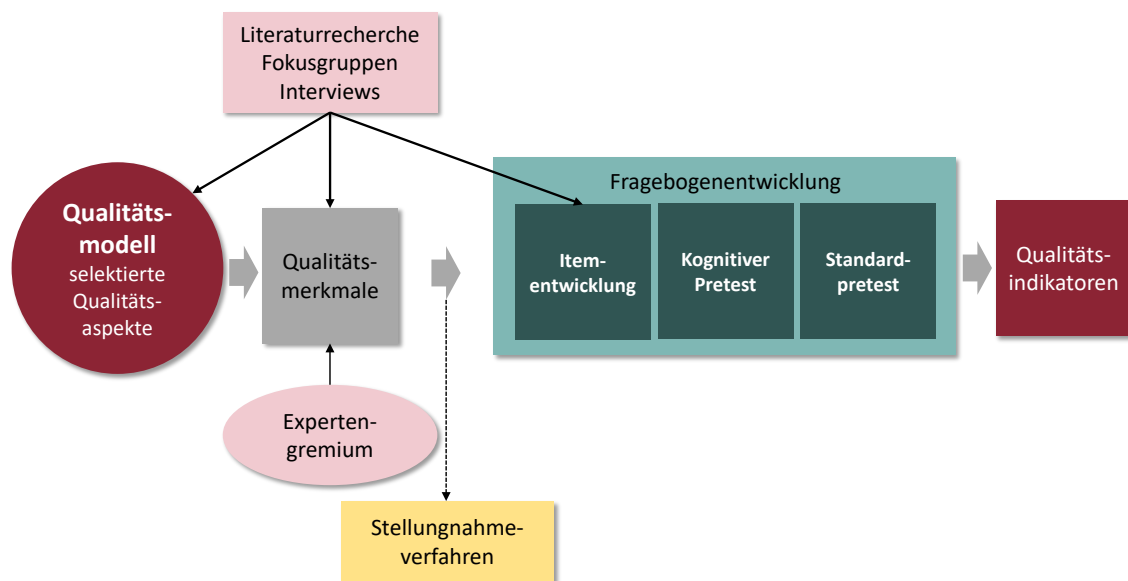 Literaturrecherche
Fokusgruppen
Interviews
Fragebogenentwicklung
Qualitäts-
modell
selektierte
Qualitäts-
aspekte
Qualitäts-
merkmale
Item-
entwicklung
Kognitiver
Pretest
Standard-
pretest
Qualitäts-
indikatoren
Experten-
gremium
Stellungnahme-
verfahren